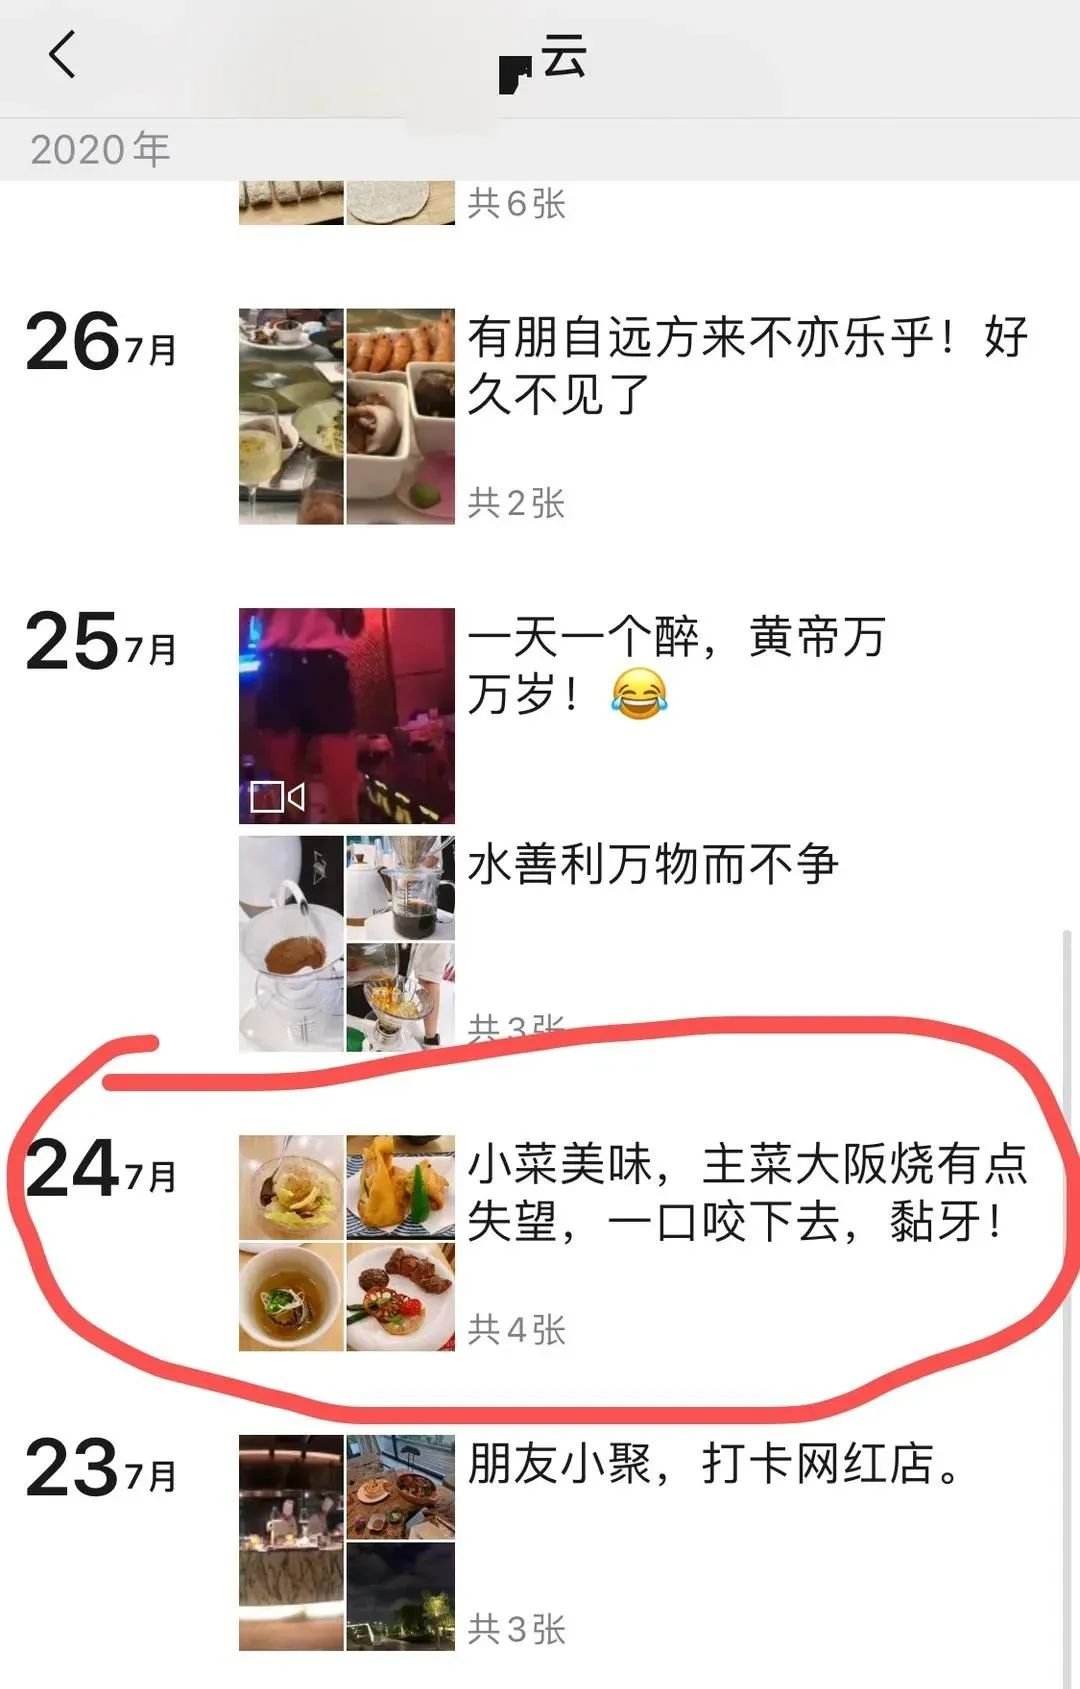 云
2020年
共6张
26 7月
有朋自远方来不亦乐乎！好
久不见了
共2张
25 7月
一天一个醉，黄帝万
万岁！😂
水善利万物而不争
共3张
24 7月
小菜美味，主菜大阪烧有点
失望，一口咬下去，黏牙！
共4张
23 7月
朋友小聚，打卡网红店。
共3张